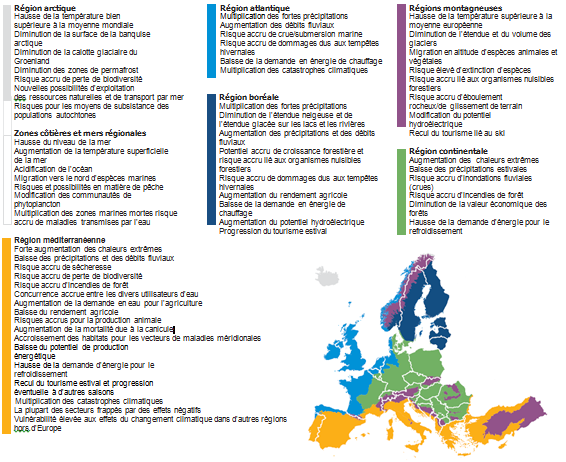 Région arctique
Hausse de la température bien
supérieure à la moyenne mondiale
Diminution de la surface de la banquise
arctique
Diminution de la calotte glaciaire du
Groenland
Diminution des zones de permafrost
Risque accru de perte de biodiversité
Nouvelles possibilités d'exploitation
des ressources naturelles et de transport par mer
Risques pour les moyens de subsistance des
populations autochtones
Zones côtières et mers régionales
Hausse du niveau de la mer
Augmentation de la température superficielle
de la mer
Acidification de l'océan
Migration vers le nord d'espèces marines
Risques et possibilités en matière de pêche
Modification des communautés de
phytoplancton
Multiplication des zones marines mortes risque
accru de maladies transmises par l'eau
Région atlantique
Multiplication des fortes précipitations
Augmentation des débits fluviaux
Risque accru de crue/submersion marine
Risque accru de dommages dus aux tempêtes
hivernales
Baisse de la demande en énergie de chauffage
Multiplication des catastrophes climatiques
Région boréale
Multiplication des fortes précipitations
Diminution de l'étendue neigeuse et de
l'étendue glacée sur les lacs et les rivières
Augmentation des précipitations et des débits
fluviaux
Potentiel accru de croissance forestière et
risque accru lié aux organismes nuisibles
forestiers
Risque accru de dommages dus aux tempêtes
hivernales
Augmentation du rendement agricole
Baisse de la demande en énergie de
chauffage
Augmentation du potentiel hydroélectrique
Progression du tourisme estival
Régions montagneuses
Hausse de la température supérieure à la
moyenne européenne
Diminution de l'étendue et du volume des
glaciers
Migration en altitude d'espèces animales et
végétales
Risque élevé d'extinction d'espèces
Risque accru lié aux organismes nuisibles
forestiers
Risque accru d'éboulement
rocheux/de glissement de terrain
Modification du potentiel
hydroélectrique
Recul du tourisme lié au ski
Région continentale
Augmentation des chaleurs extrêmes
Baisse des précipitations estivales
Risque accru d'inondations fluviales
(crues)
Risque accru d'incendies de forêt
Diminution de la valeur économique des
forêts
Hausse de la demande d'énergie pour le
refroidissement
Région méditerranéenne
Forte augmentation des chaleurs extrêmes
Baisse des précipitations et des débits fluviaux
Risque accru de sécheresse
Risque accru de perte de biodiversité
Risque accru d'incendies de forêt
Concurrence accrue entre les divers utilisateurs d'eau
Augmentation de la demande en eau pour l'agriculture
Baisse du rendement agricole
Risques accrus pour la production animale
Augmentation de la mortalité due à la canicule
Accroissement des habitats pour les vecteurs de maladies méridionales
Baisse du potentiel de production
énergétique
Hausse de la demande d'énergie pour le
refroidissement
Recul du tourisme estival et progression
éventuelle à d'autres saisons
Multiplication des catastrophes climatiques
La plupart des secteurs frappés par des effets négatifs
Vulnérabilité élevée aux effets du changement climatique dans d'autres régions
hors d'Europe